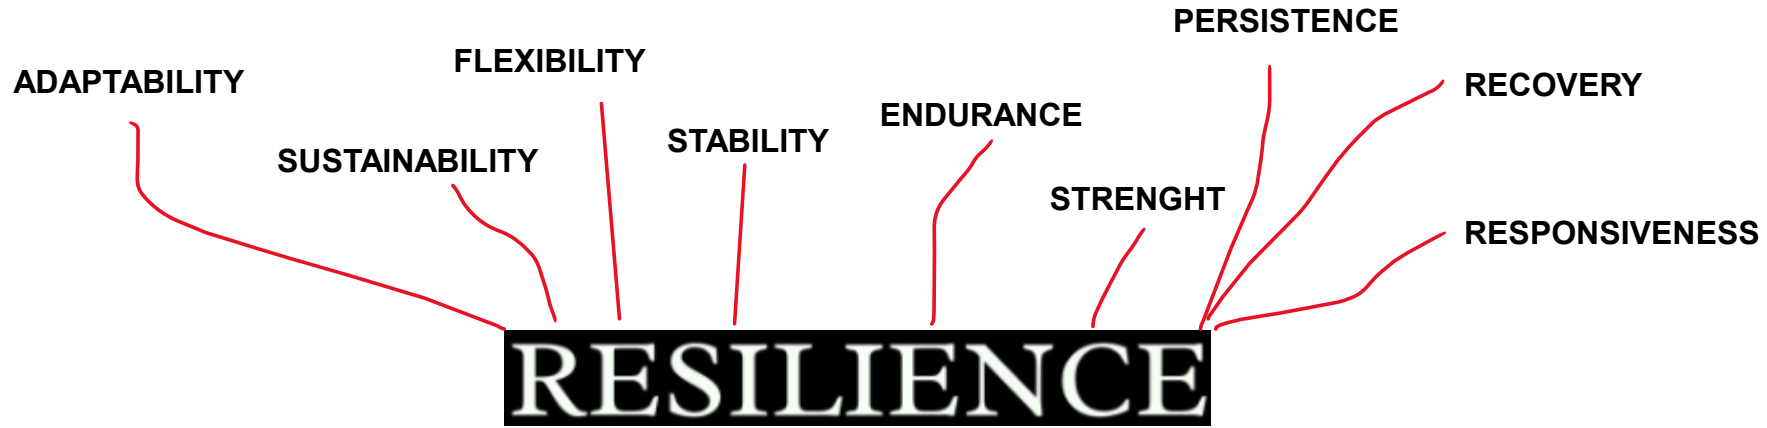 PERSISTENCE
FLEXIBILITY
ADAPTABILITY
RECOVERY
ENDURANCE
STABILITY
SUSTAINABILITY
STRENGHT
RESPONSIVENESS
RESILIENCE